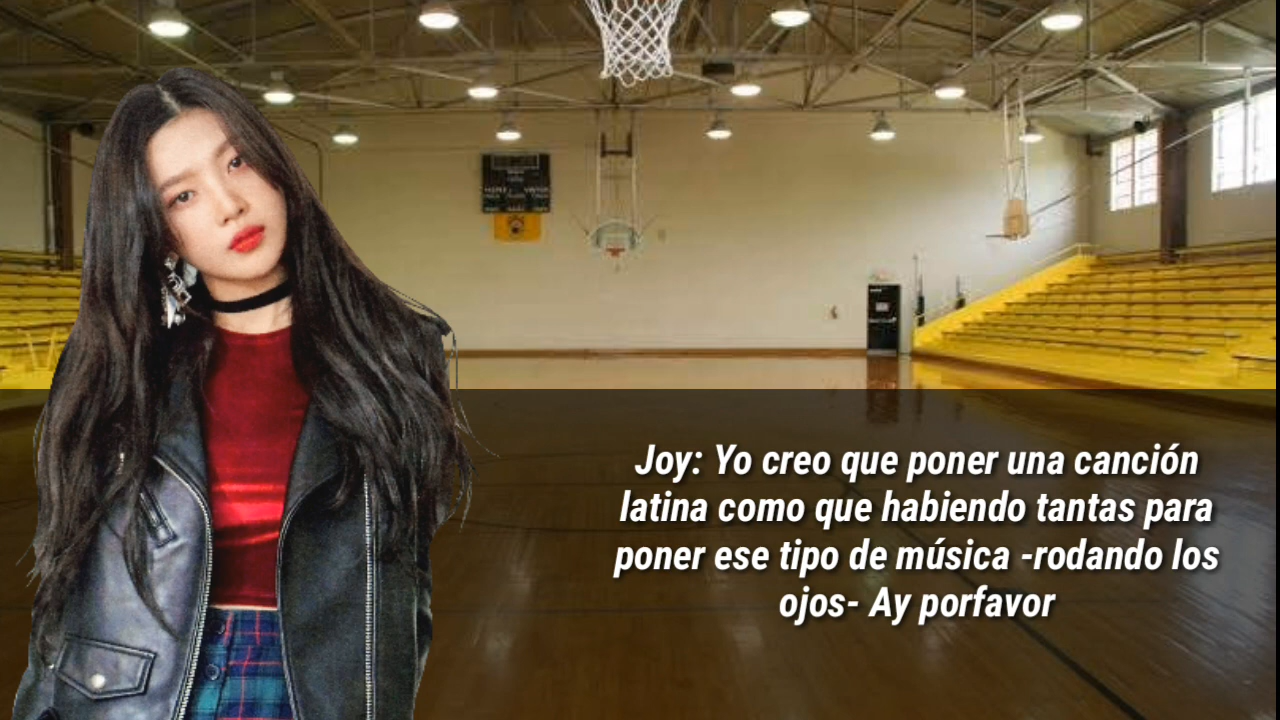 Joy: Yo creo que poner una canción
latina como que habiendo tantas para
poner ese tipo de música -rodando los
ojos- Ay porfavor